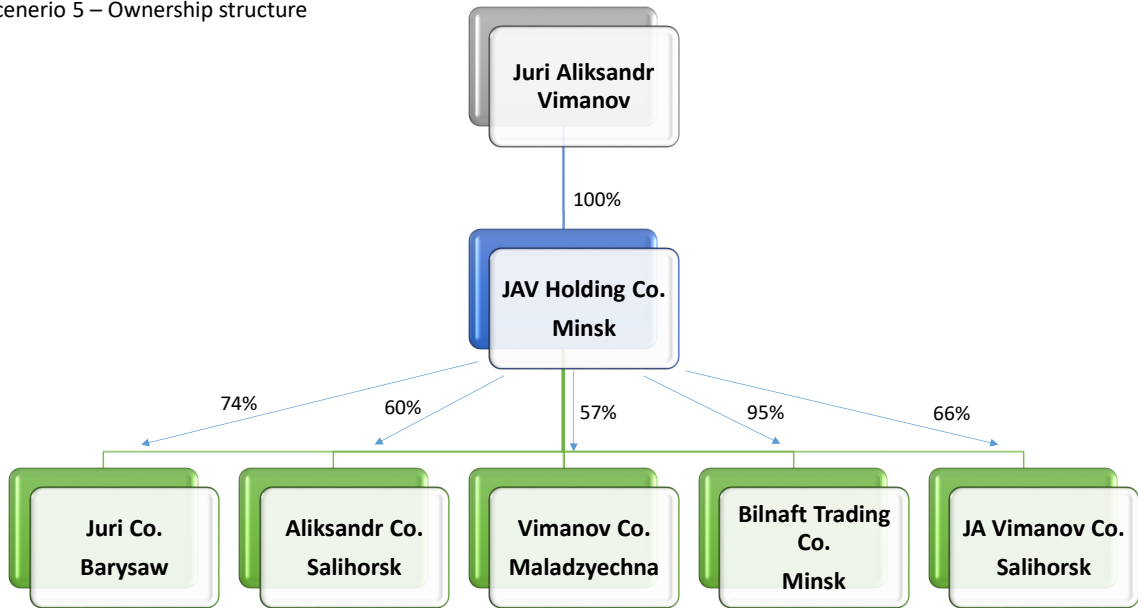 cenerio 5 – Ownership structure
Juri Aliksandr
Vimanov
100%
JAV Holding Co.
Minsk
74%
60%
57%
95%
66%
Juri Co.
Barysaw
Aliksandr Co.
Salihorsk
Vimanov Co.
Maladzyechna
Bilnaft Trading
Co.
Minsk
JA Vimanov Co.
Salihorsk